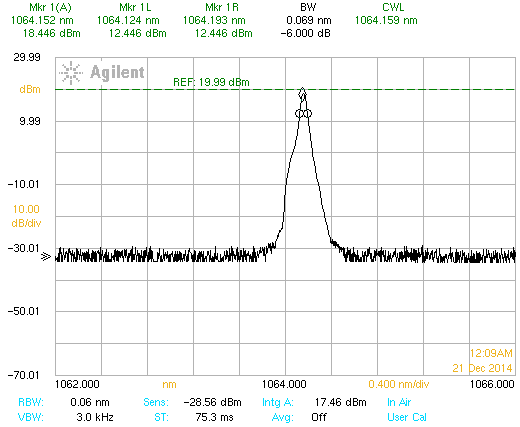 Mkr 1(A) Mkr 1L Mkr 1R BW CWL
1064.152 nm 1064.124 nm 1064.193 nm 0.069 nm 1064.159 nm
18.446 dBm 12.446 dBm 12.446 dBm -6.000 dB
29.99
Agilent
REF: 19.99 dBm
dBm
9.99
-10.01
10.00
dB/div
-30.01
-50.01
12:09AM
21 Dec 2014
-70.01
1062.000 nm 1064.000 0.400 nm/div 1066.000
RBW: 0.06 nm Sens: -28.56 dBm Intg A: 17.46 dBm In Air
VBW: 3.0 kHz ST: 75.3 ms Avg: Off User Cal